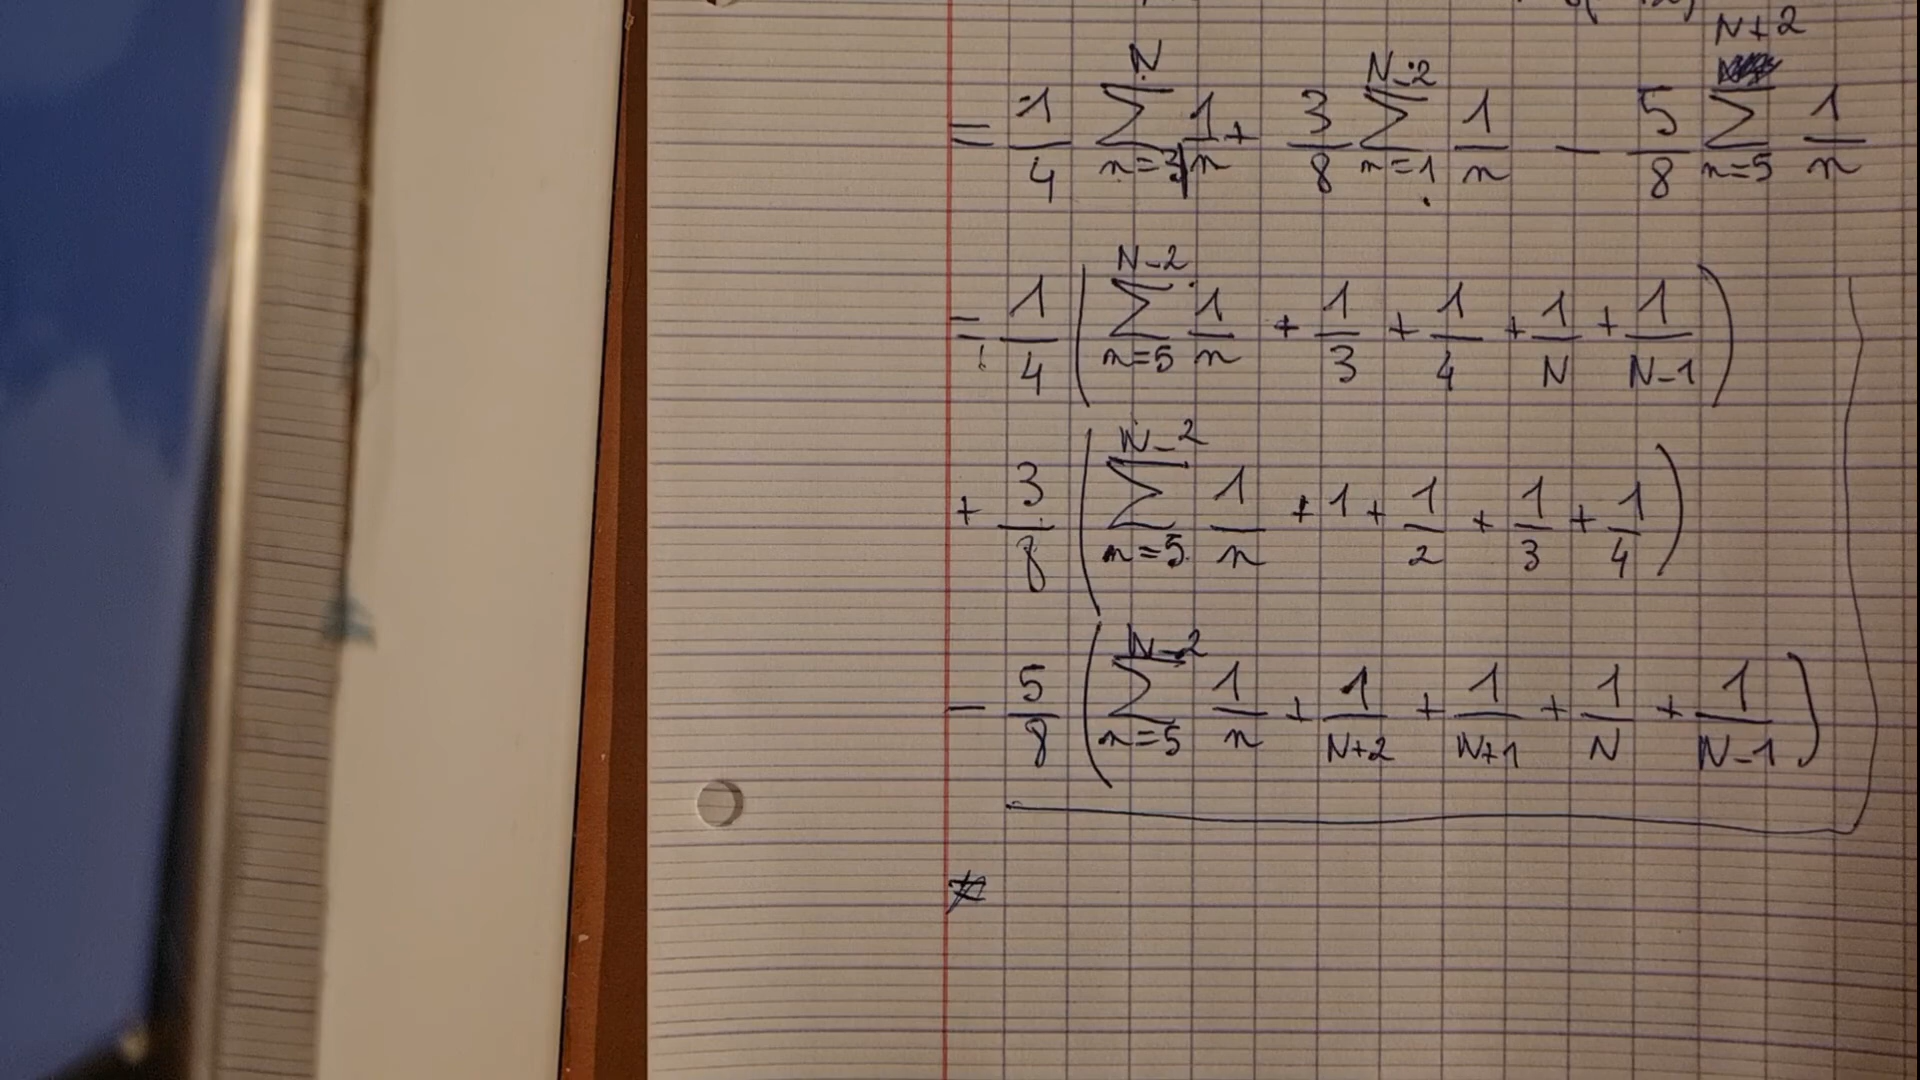 N+2
= 1/4 ∑_{n=3}^{N} 1/n + 3/8 ∑_{n=1}^{N-2} 1/n - 5/8 ∑_{n=5}^{N+2} 1/n
= 1/4 ( ∑_{n=5}^{N-2} 1/n + 1/3 + 1/4 + 1/N + 1/(N-1) )
+ 3/8 ( ∑_{n=5}^{N-2} 1/n + 1 + 1/2 + 1/3 + 1/4 )
- 5/8 ( ∑_{n=5}^{N-2} 1/n + 1/(N+2) + 1/(N+1) + 1/N + 1/(N-1) )